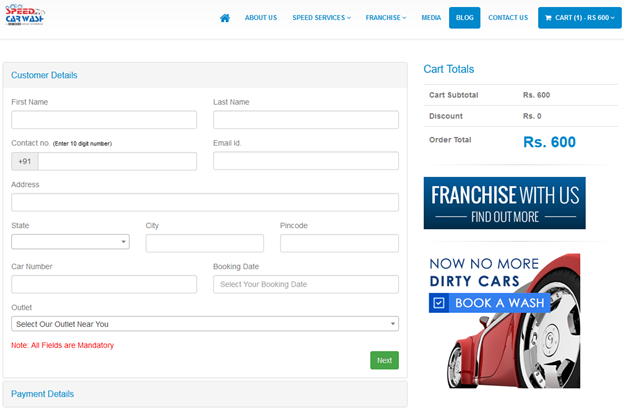 SPEED
CAR WASH
ABOUT US SPEED SERVICES FRANCHISE MEDIA BLOG CONTACT US CART (1) - RS 600
Customer Details
First Name Last Name
Contact no. (Enter 10 digit number) Email Id.
+91
Address
State City Pincode
Car Number Booking Date
Select Your Booking Date
Outlet
Select Our Outlet Near You
Note: All Fields are Mandatory
Next
Payment Details
Cart Totals
Cart Subtotal Rs. 600
Discount Rs. 0
Order Total Rs. 600
FRANCHISE WITH US
FIND OUT MORE
NOW NO MORE
DIRTY CARS
BOOK A WASH